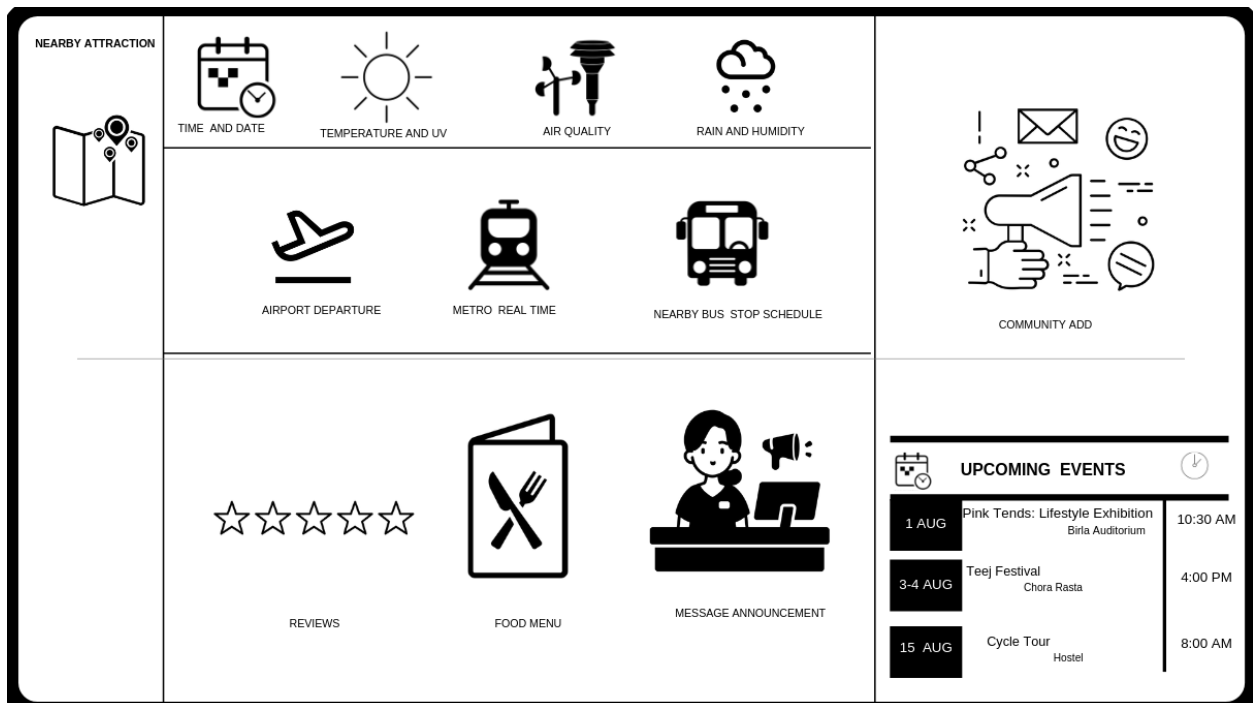 NEARBY ATTRACTION
TIME AND DATE
TEMPERATURE AND UV
AIR QUALITY
RAIN AND HUMIDITY
AIRPORT DEPARTURE
METRO REAL TIME
NEARBY BUS STOP SCHEDULE
COMMUNITY ADD
REVIEWS
FOOD MENU
MESSAGE ANNOUNCEMENT
UPCOMING EVENTS
1 AUG
Pink Tends: Lifestyle Exhibition
Birla Auditorium
10:30 AM
3-4 AUG
Teej Festival
Chora Rasta
4:00 PM
15 AUG
Cycle Tour
Hostel
8:00 AM